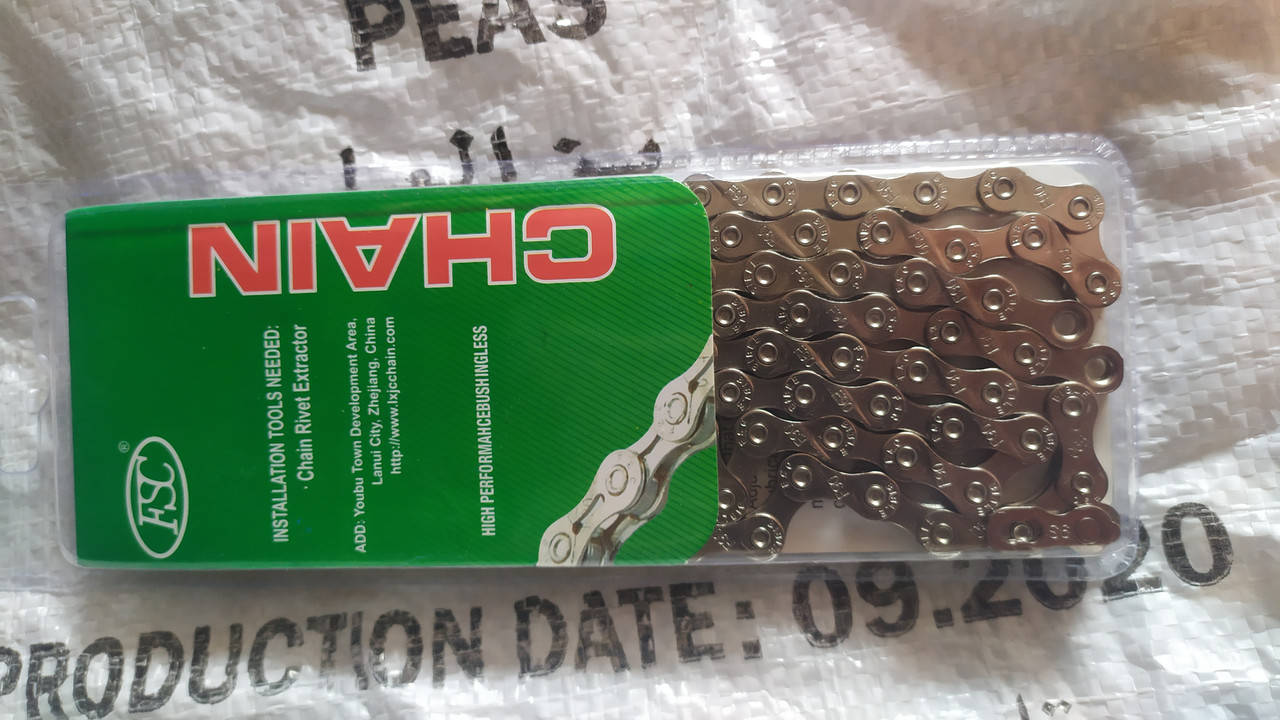 PEAS
CHAIN
FSC
®
INSTALLATION TOOLS NEEDED:
Chain Rivet Extractor
ADD: Youbu Town Development Area,
Lanui City, Zhejiang, China
http//www.lxjcchain.com
HIGH PERFORMAHCEBUSHINGLESS
PRODUCTION DATE: 09.2020